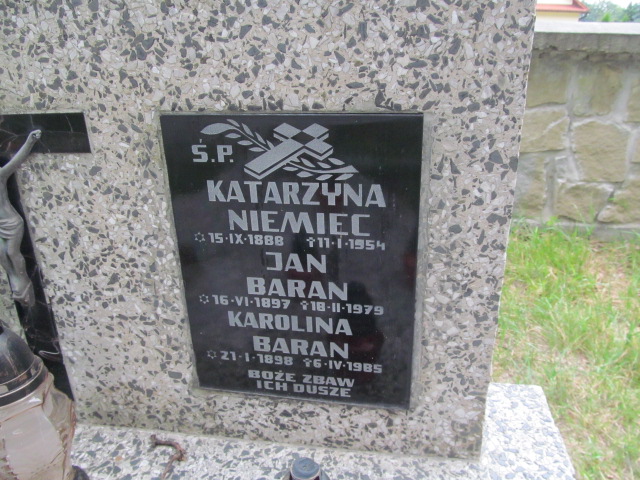 Ś.P.
KATARZYNA
NIEMIEC
✡15·IX·1888 ✝11·I·1954
JAN
BARAN
✡16·VI·1897 ✝18·II·1979
KAROLINA
BARAN
✡21·I·1898 ✝6·IV·1985
BOŻE ZBAW
ICH DUSZE